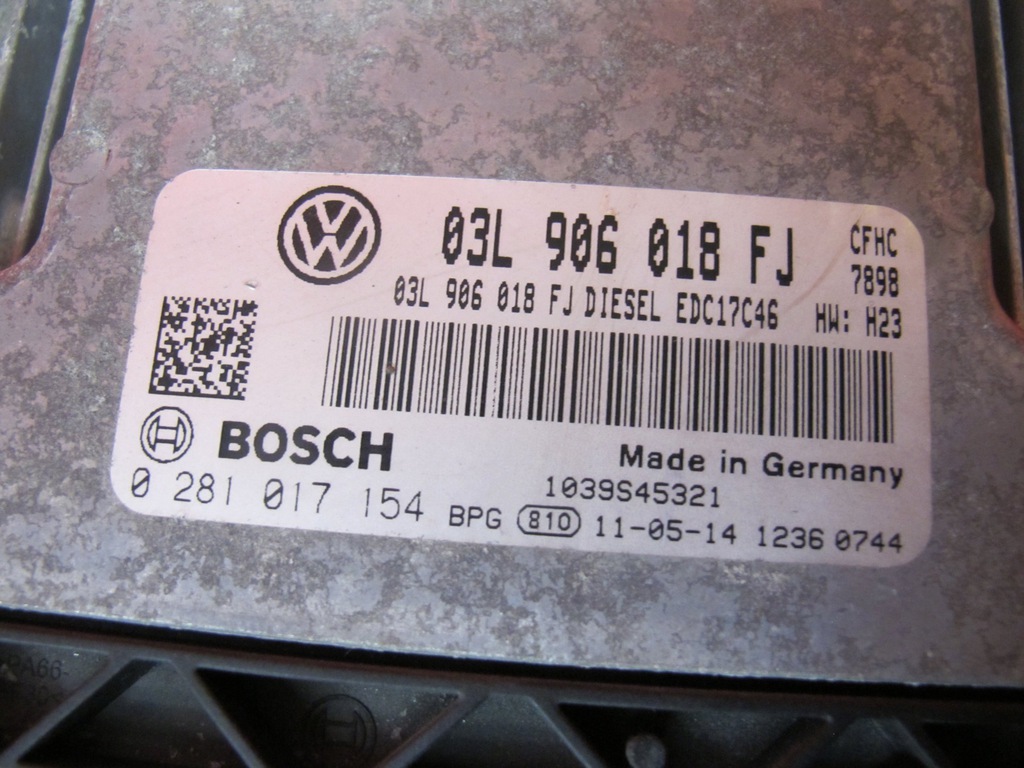 03L 906 018 FJ CFHC
7898
03L 906 018 FJ DIESEL EDC17C46 HW: H23
BOSCH
Made in Germany
0 281 017 154
1039S45321
BPG 810 11-05-14 1236 0744
PA66-